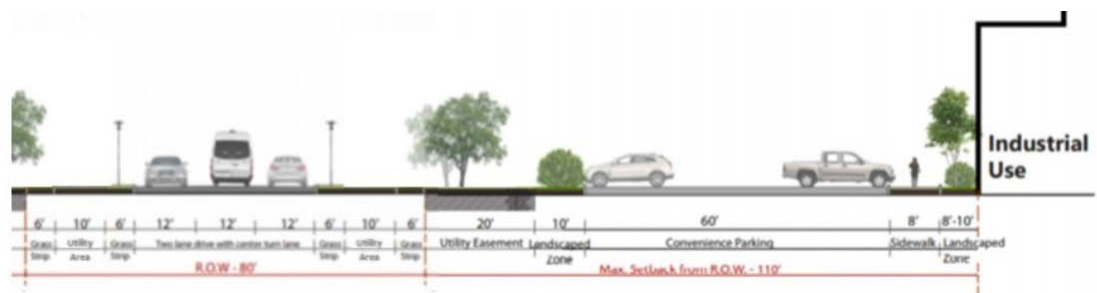 Industrial
Use
6' 10' 6' 12' 12' 12' 6' 10' 6' 20' 10' 60' 8' 8'-10'
Grass Utility Grass Two lane drive with center turn lane Grass Utility Grass Utility Easement Landscaped Convenience Parking Sidewalk Landscaped
Strip Area Strip Strip Area Strip Zone Zone
R.O.W - 80' Max. Setback from R.O.W. - 110'